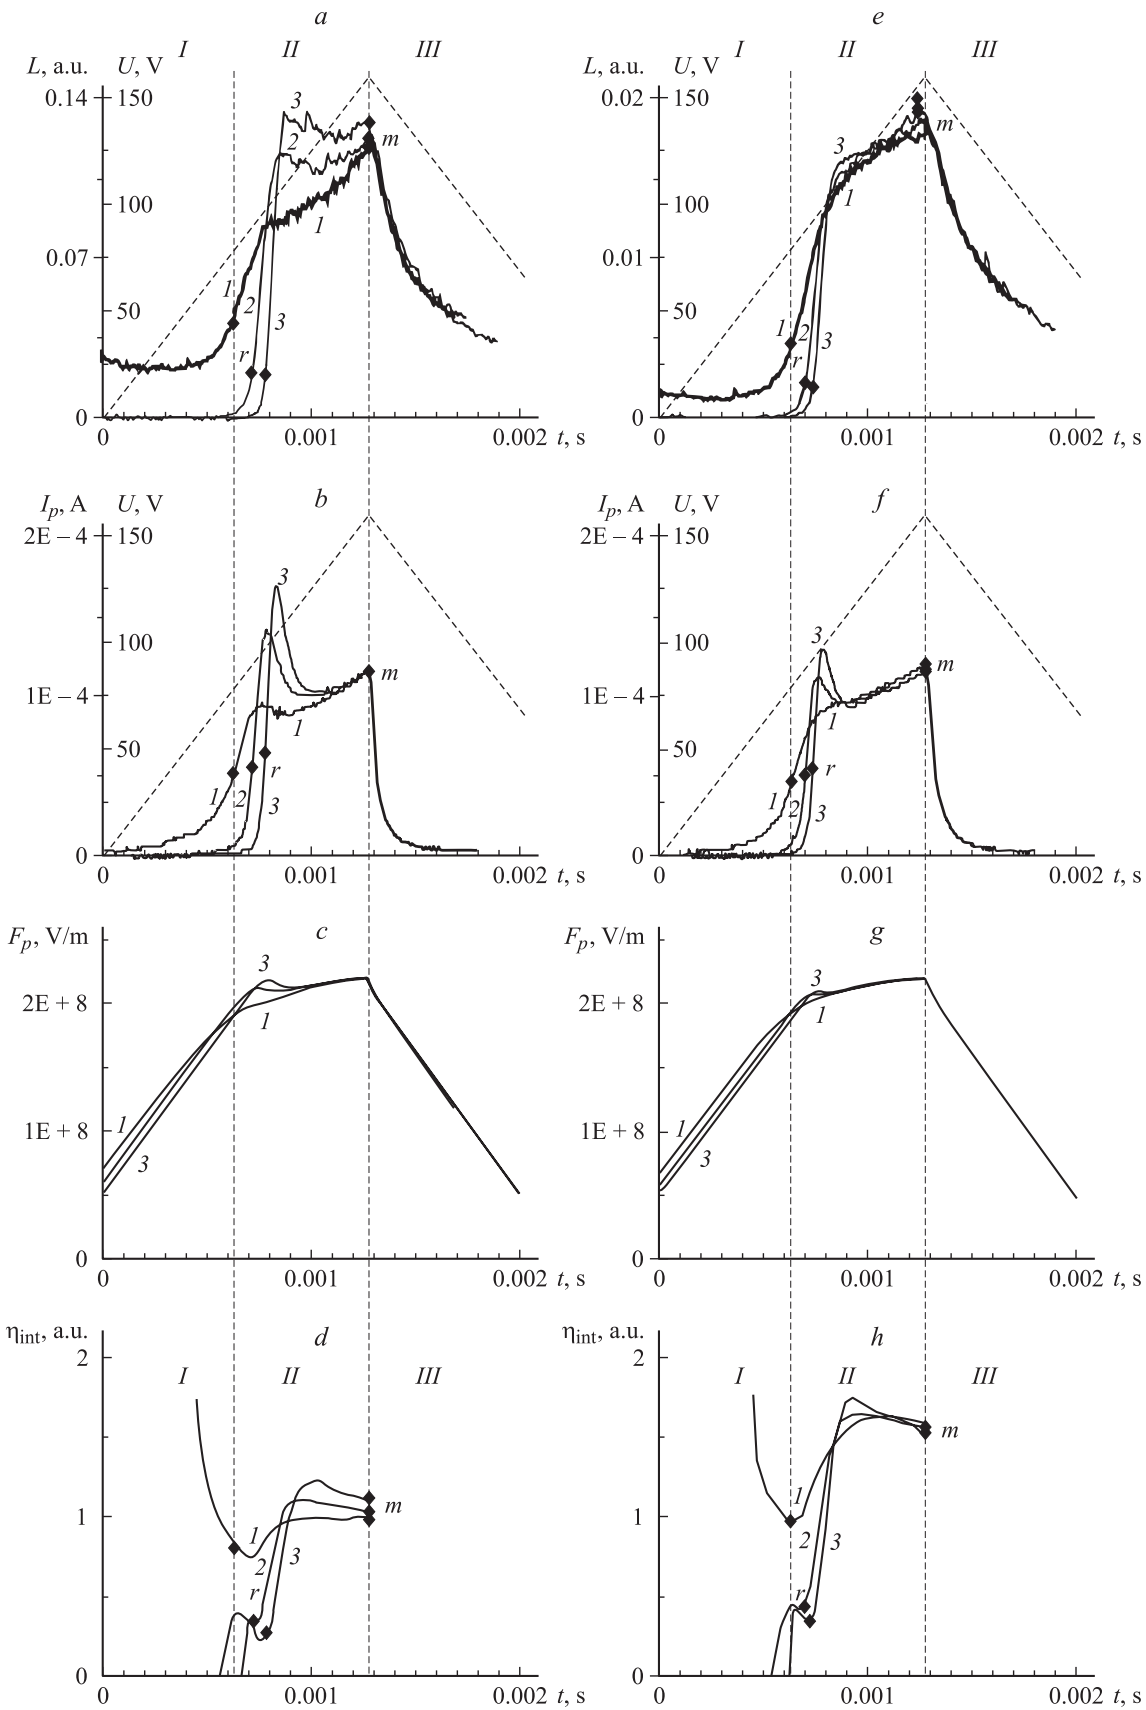 a
I II III
L, a.u. U, V
0.14 150
3
2
m
100
1
0.07
1
50 2 3
r
0
0 0.001 0.002 t, s
e
I II III
L, a.u. U, V
0.02 150
m
3
100
1
0.01
50
1 2 3
r
0
0 0.001 0.002 t, s
b
I_p, A U, V
2E – 4 150
3
100
1E – 4 m
1
50
r
1 2 3
0
0 0.001 0.002 t, s
f
I_p, A U, V
2E – 4 150
3
100
m
1E – 4
1
50
r
1 2 3
0
0 0.001 0.002 t, s
c
F_p, V/m
3
2E + 8
1
1E + 8 1
3
0
0 0.001 0.002 t, s
g
F_p, V/m
3
2E + 8
1
1E + 8 1
3
0
0 0.001 0.002 t, s
d
η_int, a.u.
2
I II III
m
1
1
2 3
r
0
0 0.001 0.002 t, s
h
η_int, a.u.
2
I II III
m
1
1
2 3
r
0
0 0.001 0.002 t, s